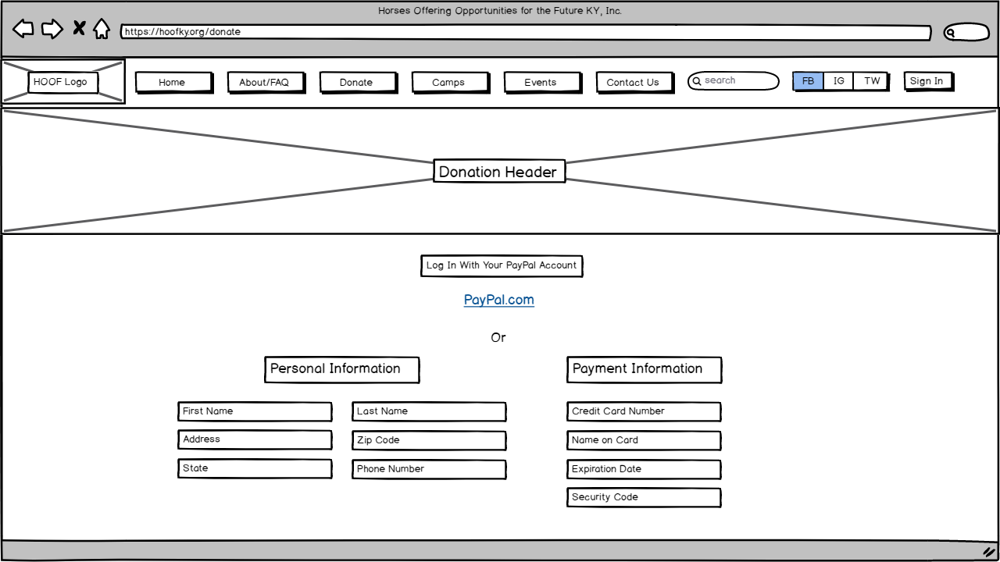 Horses Offering Opportunities for the Future KY, Inc.
https://hoofky.org/donate
HOOF Logo
Home
About/FAQ
Donate
Camps
Events
Contact Us
search
FB
IG
TW
Sign In
Donation Header
Log In With Your PayPal Account
PayPal.com
Or
Personal Information
Payment Information
First Name
Last Name
Credit Card Number
Address
Zip Code
Name on Card
State
Phone Number
Expiration Date
Security Code